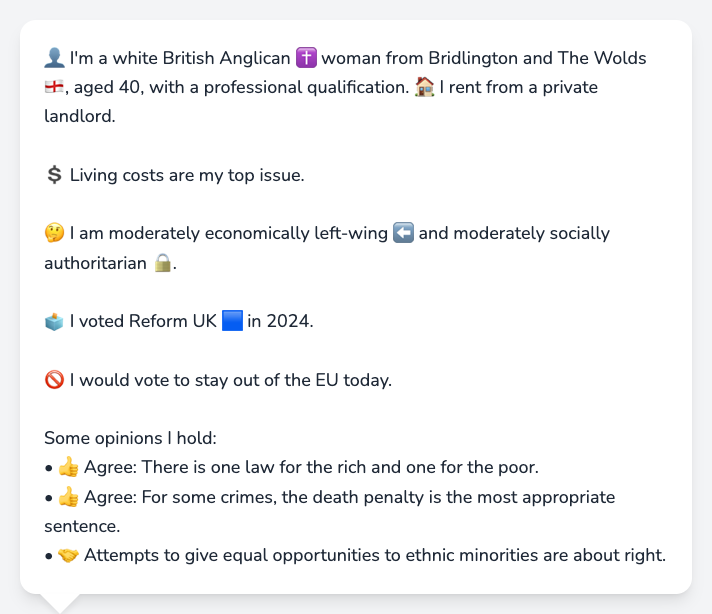 👤 I'm a white British Anglican ✝️ woman from Bridlington and The Wolds
🏴󠁧󠁢󠁥󠁮󠁧󠁿, aged 40, with a professional qualification. 🏠 I rent from a private
landlord.
💲 Living costs are my top issue.
🤔 I am moderately economically left-wing ⬅️ and moderately socially
authoritarian 🔒.
🗳️ I voted Reform UK 🟦 in 2024.
🚫 I would vote to stay out of the EU today.
Some opinions I hold:
• 👍 Agree: There is one law for the rich and one for the poor.
• 👍 Agree: For some crimes, the death penalty is the most appropriate
sentence.
• 🤝 Attempts to give equal opportunities to ethnic minorities are about right.